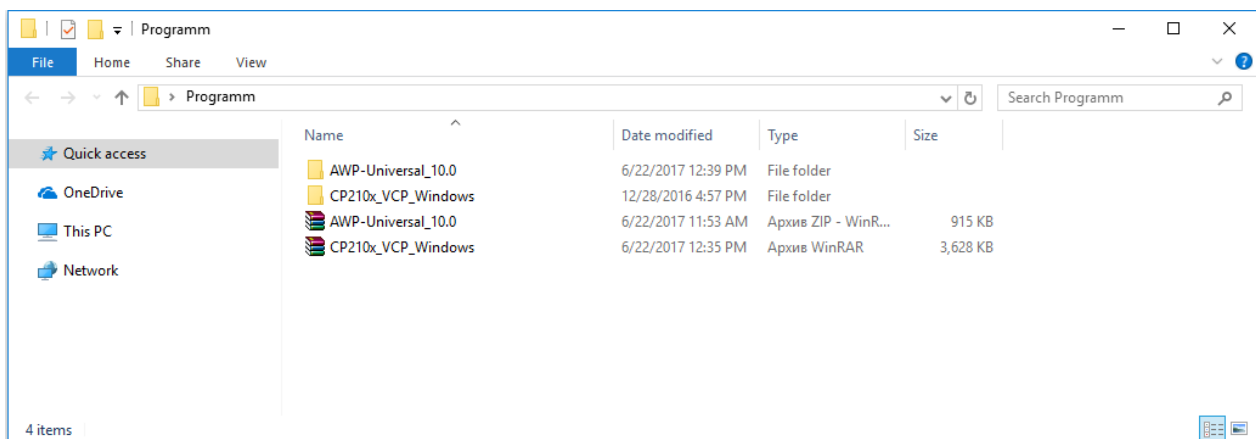 Programm
File Home Share View
Programm Search Programm
Name Date modified Type Size
Quick access
OneDrive
This PC
Network
AWP-Universal_10.0 6/22/2017 12:39 PM File folder
CP210x_VCP_Windows 12/28/2016 4:57 PM File folder
AWP-Universal_10.0 6/22/2017 11:53 AM Архив ZIP - WinR... 915 KB
CP210x_VCP_Windows 6/22/2017 12:35 PM Архив WinRAR 3,628 KB
4 items